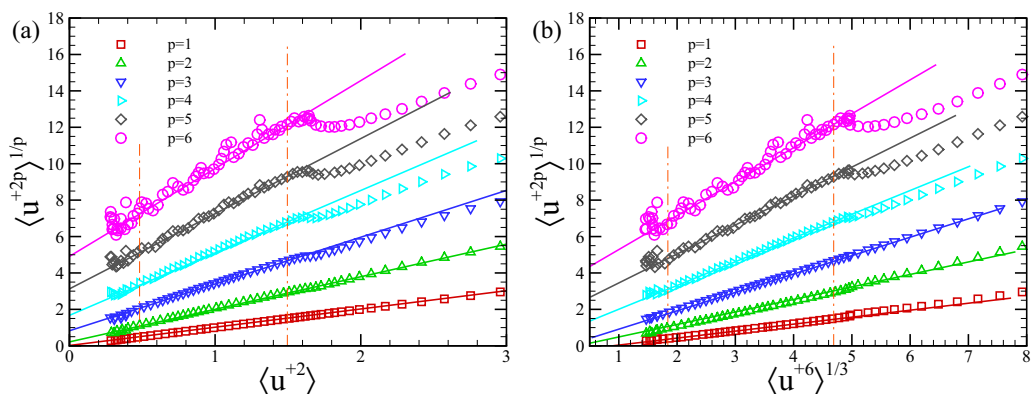 (a)
⟨u⁺²ᵖ⟩¹/ᵖ
18
16
14
12
10
8
6
4
2
0
p=1
p=2
p=3
p=4
p=5
p=6
0 1 2 3
⟨u⁺²⟩
(b)
⟨u⁺²ᵖ⟩¹/ᵖ
18
16
14
12
10
8
6
4
2
0
p=1
p=2
p=3
p=4
p=5
p=6
1 2 3 4 5 6 7 8
⟨u⁺⁶⟩¹/³